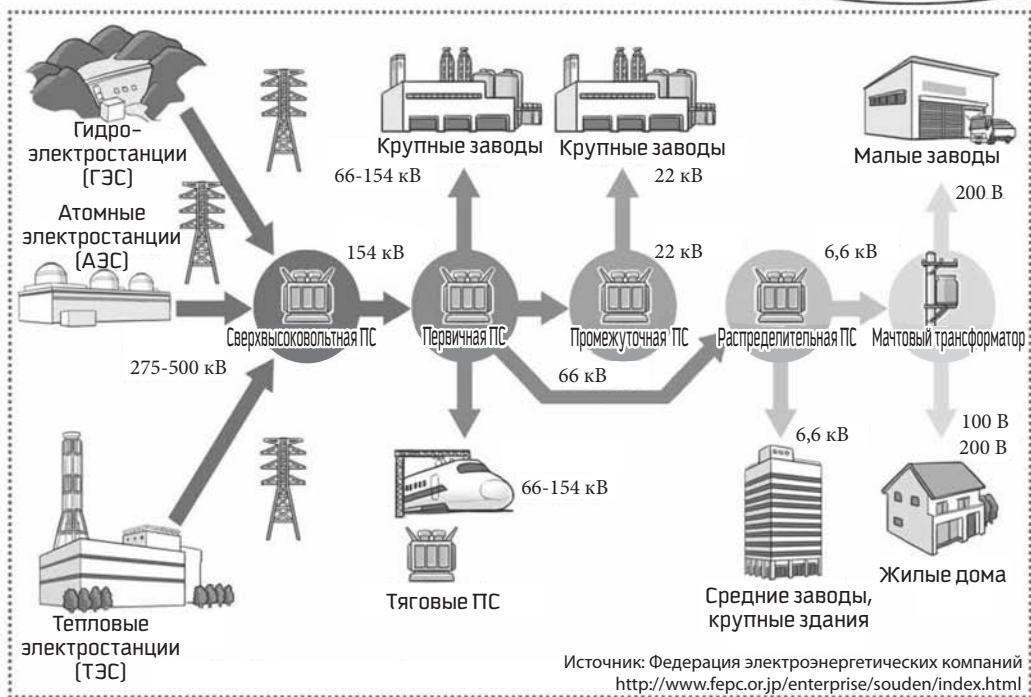 Гидро-
электростанции
(ГЭС)
Атомные
электростанции
(АЭС)
275-500 кВ
Тепловые
электростанции
(ТЭС)
Сверхвысоковольтная ПС
154 кВ
Крупные заводы
66-154 кВ
Первичная ПС
66-154 кВ
Тяговые ПС
Крупные заводы
22 кВ
22 кВ
Промежуточная ПС
66 кВ
Распределительная ПС
6,6 кВ
6,6 кВ
Средние заводы,
крупные здания
Малые заводы
200 В
Мачтовый трансформатор
100 В
200 В
Жилые дома
Источник: Федерация электроэнергетических компаний
http://www.fepc.or.jp/enterprise/souden/index.html